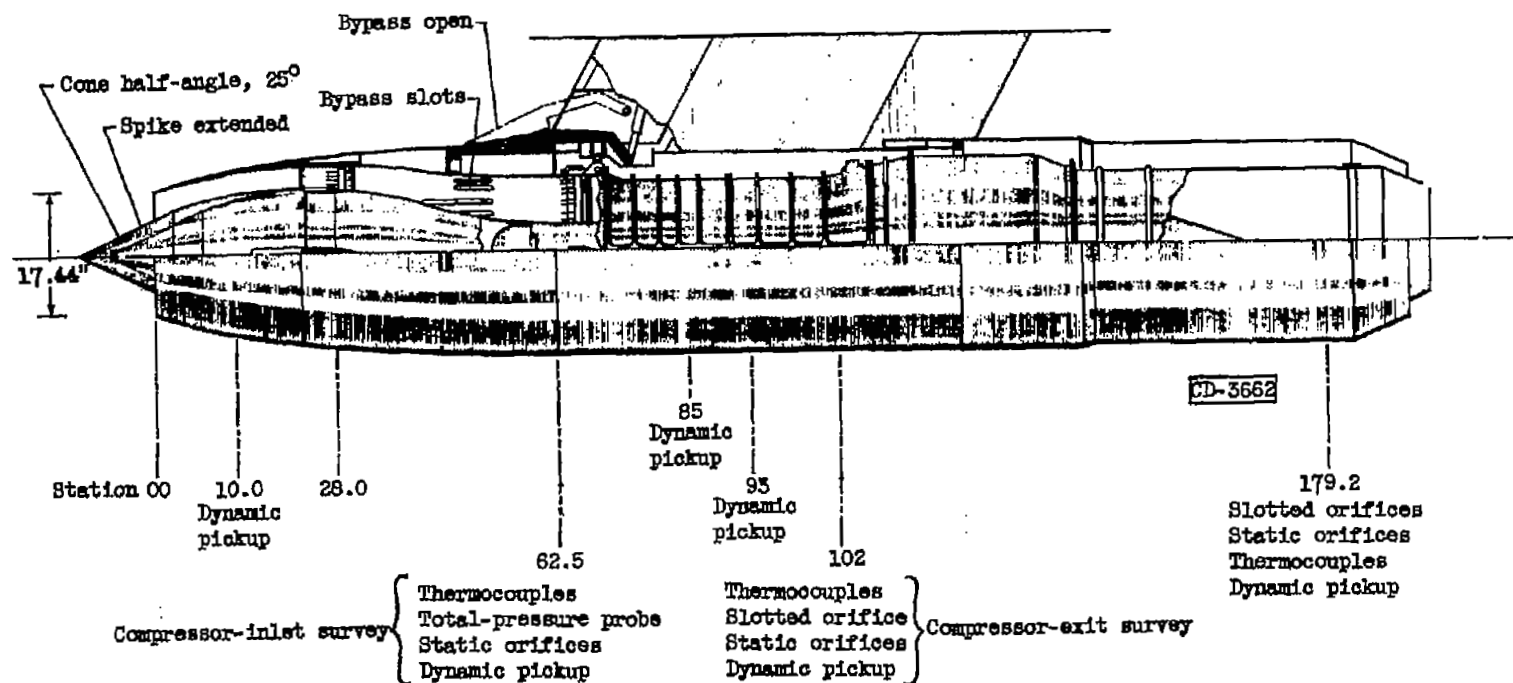 Bypass open
Cone half-angle, 25°
Bypass slots
Spike extended
17.44"
CD-3662
Station 00
10.0
Dynamic
pickup
28.0
85
Dynamic
pickup
93
Dynamic
pickup
62.5
Thermocouples
Total-pressure probe
Static orifices
Dynamic pickup
Compressor-inlet survey
102
Thermocouples
Slotted orifice
Static orifices
Dynamic pickup
Compressor-exit survey
179.2
Slotted orifices
Static orifices
Thermocouples
Dynamic pickup